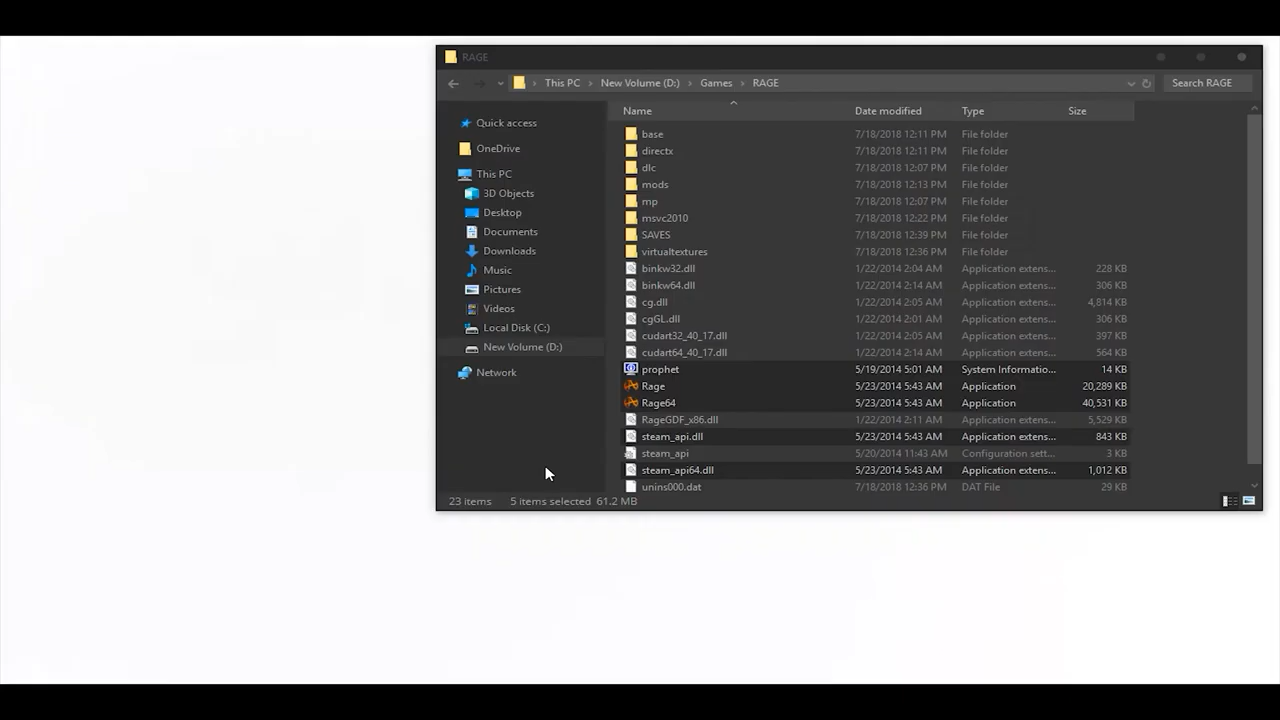 RAGE
This PC
New Volume (D:)
Games
RAGE
Search RAGE
Name Date modified Type Size
Quick access
OneDrive
This PC
3D Objects
Desktop
Documents
Downloads
Music
Pictures
Videos
Local Disk (C:)
New Volume (D:)
Network
base 7/18/2018 12:11 PM File folder
directx 7/18/2018 12:11 PM File folder
dlc 7/18/2018 12:07 PM File folder
mods 7/18/2018 12:13 PM File folder
mp 7/18/2018 12:07 PM File folder
msvc2010 7/18/2018 12:22 PM File folder
SAVES 7/18/2018 12:39 PM File folder
virtualtextures 7/18/2018 12:36 PM File folder
binkw32.dll 1/22/2014 2:04 AM Application extens... 228 KB
binkw64.dll 1/22/2014 2:14 AM Application extens... 306 KB
cg.dll 1/22/2014 2:05 AM Application extens... 4,814 KB
cgGL.dll 1/22/2014 2:01 AM Application extens... 306 KB
cudart32_40_17.dll 1/22/2014 2:05 AM Application extens... 397 KB
cudart64_40_17.dll 1/22/2014 2:14 AM Application extens... 564 KB
prophet 5/19/2014 5:01 AM System Informatio... 14 KB
Rage 5/23/2014 5:43 AM Application 20,289 KB
Rage64 5/23/2014 5:43 AM Application 40,531 KB
RageGDF_x86.dll 1/22/2014 2:11 AM Application extens... 5,529 KB
steam_api.dll 5/23/2014 5:43 AM Application extens... 843 KB
steam_api 5/20/2014 11:43 AM Configuration sett... 3 KB
steam_api64.dll 5/23/2014 5:43 AM Application extens... 1,012 KB
unins000.dat 7/18/2018 12:36 PM DAT File 29 KB
23 items 5 items selected 61.2 MB